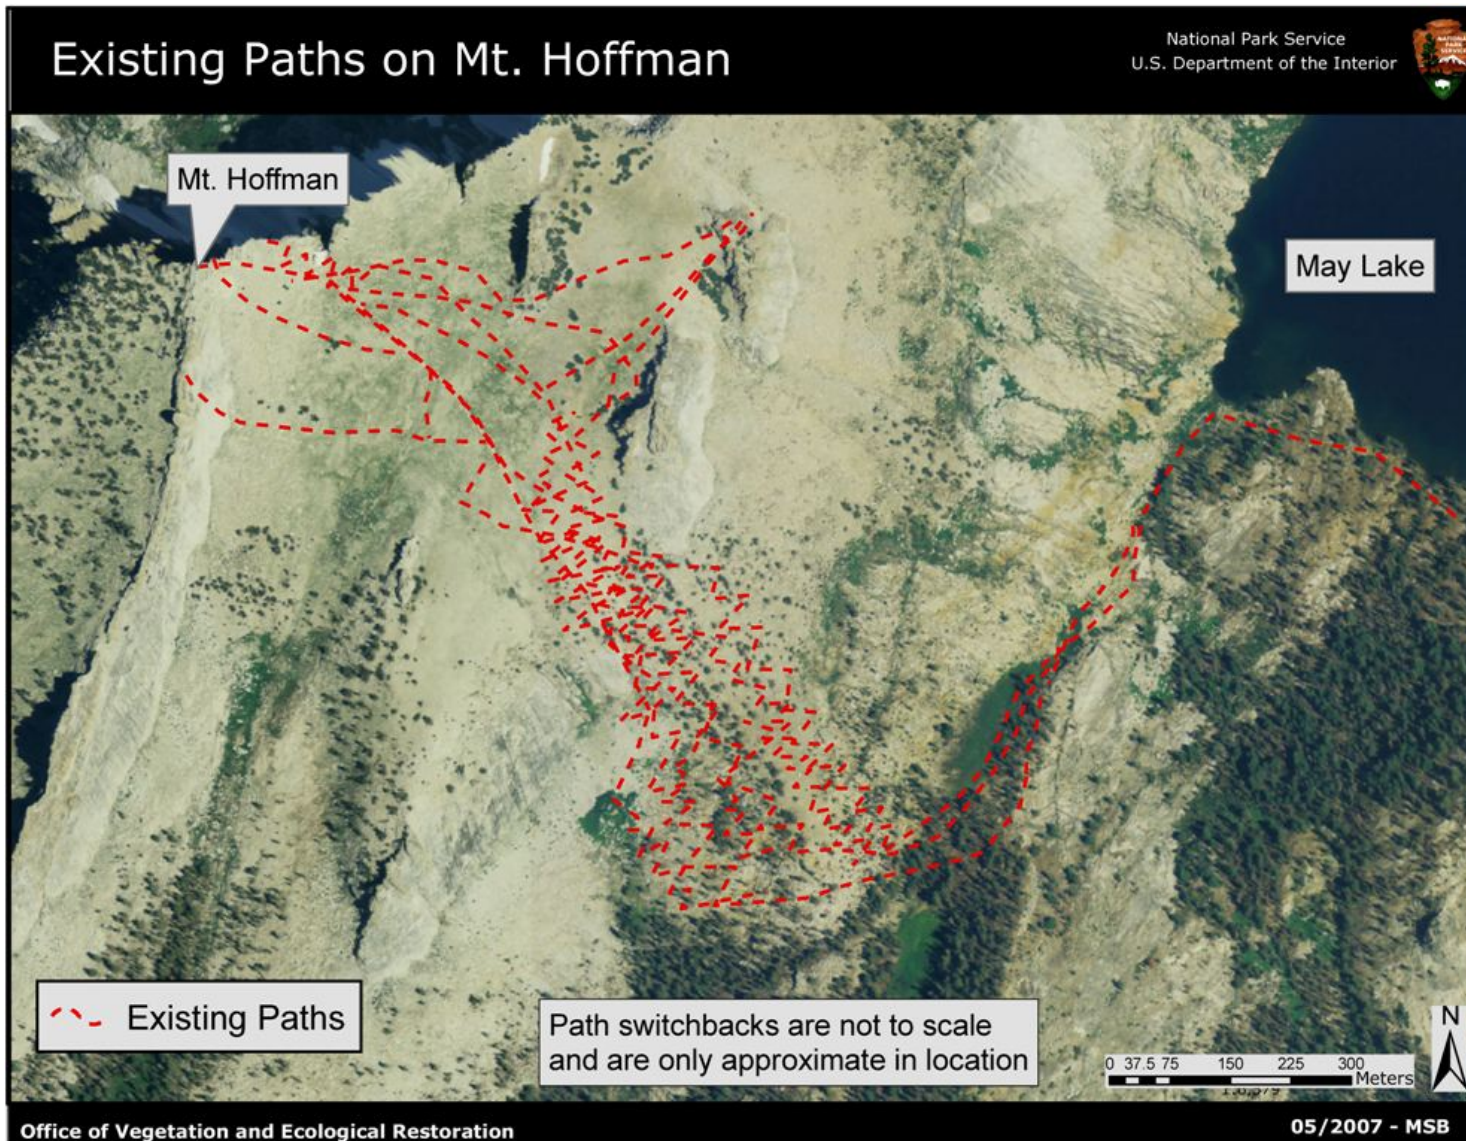 Existing Paths on Mt. Hoffman
National Park Service
U.S. Department of the Interior
Mt. Hoffman
May Lake
Existing Paths
Path switchbacks are not to scale
and are only approximate in location
N
0 37.5 75 150 225 300
Meters
Office of Vegetation and Ecological Restoration
05/2007 - MSB